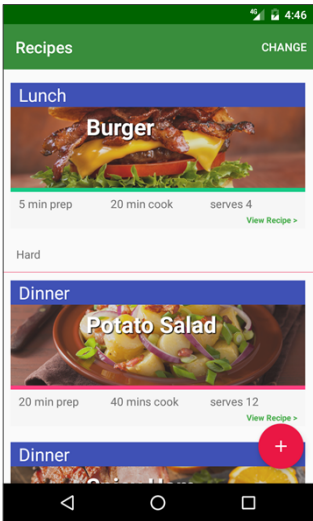 4G 4:46
Recipes CHANGE
Lunch
Burger
5 min prep 20 min cook serves 4
View Recipe >
Hard
Dinner
Potato Salad
20 min prep 40 mins cook serves 12
View Recipe >
+
Dinner